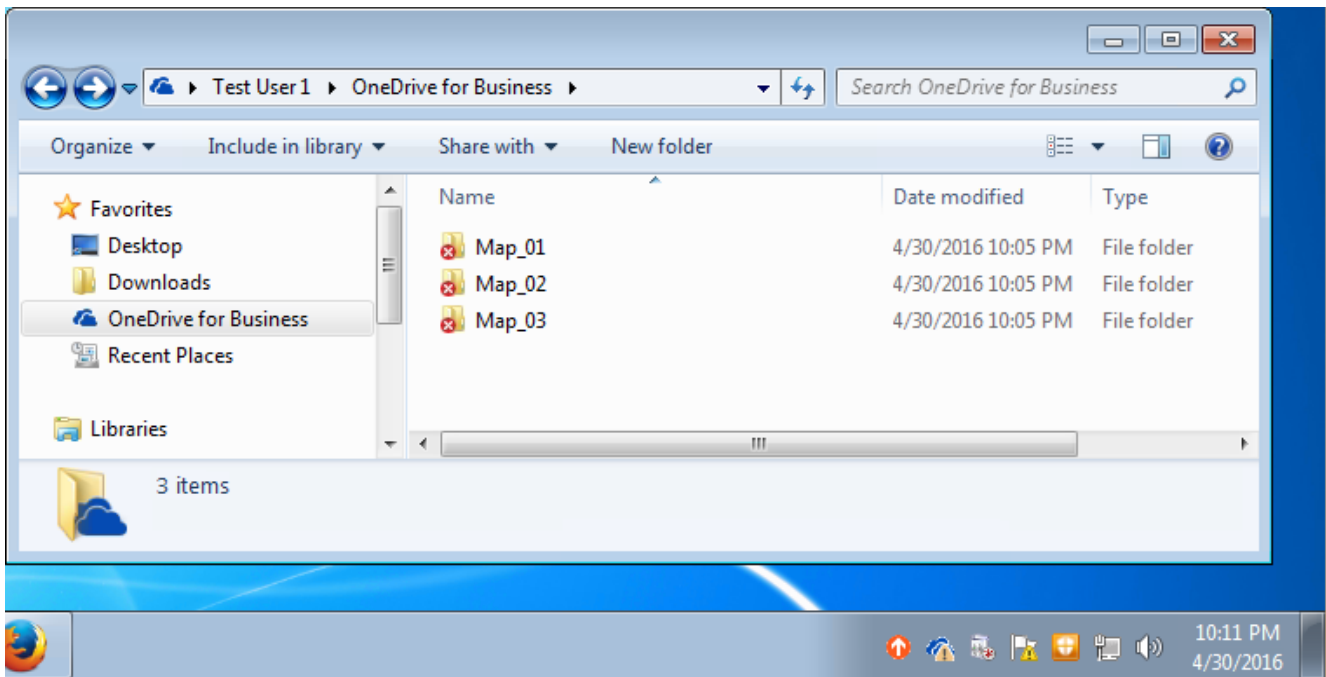 Test User 1 OneDrive for Business Search OneDrive for Business
Organize Include in library Share with New folder
Name Date modified Type
Favorites
Desktop
Downloads
OneDrive for Business
Recent Places
Libraries
Map_01 4/30/2016 10:05 PM File folder
Map_02 4/30/2016 10:05 PM File folder
Map_03 4/30/2016 10:05 PM File folder
3 items
10:11 PM
4/30/2016